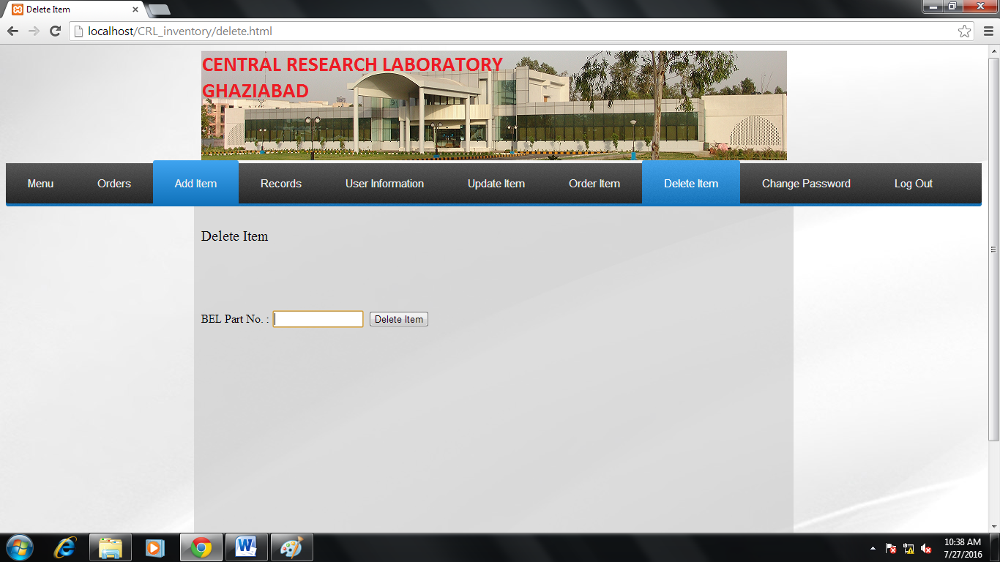 Delete Item
localhost/CRL_inventory/delete.html
CENTRAL RESEARCH LABORATORY
GHAZIABAD
Menu Orders Add Item Records User Information Update Item Order Item Delete Item Change Password Log Out
Delete Item
BEL Part No. : Delete Item
10:38 AM
7/27/2016